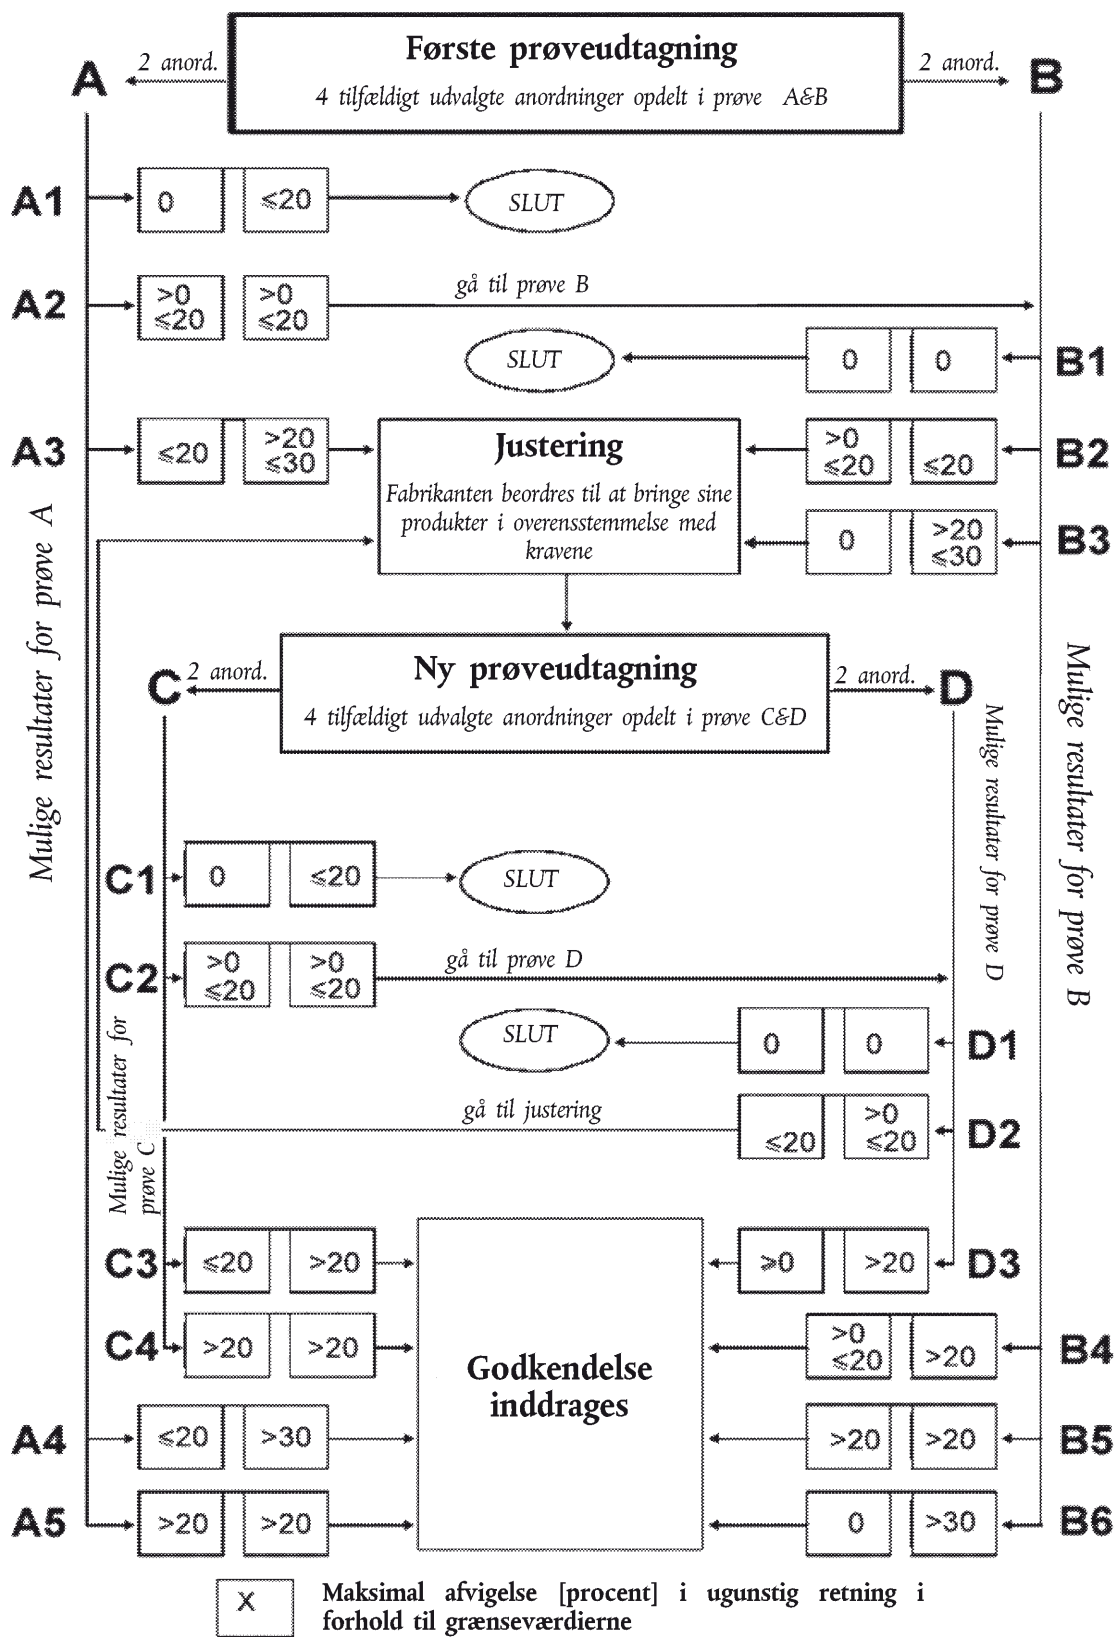 Første prøveudtagning
4 tilfældigt udvalgte anordninger opdelt i prøve A&B
A
2 anord.
2 anord.
B
A1
0
≤20
SLUT
A2
>0
≤20
>0
≤20
gå til prøve B
SLUT
0
0
B1
A3
≤20
>20
≤30
Justering
Fabrikanten beordres til at bringe sine
produkter i overensstemmelse med
kravene
>0
≤20
≤20
B2
0
>20
≤30
B3
Mulige resultater for prøve A
Mulige resultater for prøve B
Ny prøveudtagning
4 tilfældigt udvalgte anordninger opdelt i prøve C&D
C
2 anord.
2 anord.
D
Mulige resultater for prøve D
C1
0
≤20
SLUT
C2
>0
≤20
>0
≤20
gå til prøve D
Mulige resultater for
prøve C
SLUT
0
0
D1
gå til justering
≤20
>0
≤20
D2
C3
≤20
>20
Godkendelse
inddrages
≥0
>20
D3
C4
>20
>20
>0
≤20
>20
B4
A4
≤20
>30
>20
>20
B5
A5
>20
>20
0
>30
B6
X
Maksimal afvigelse [procent] i ugunstig retning i
forhold til grænseværdierne